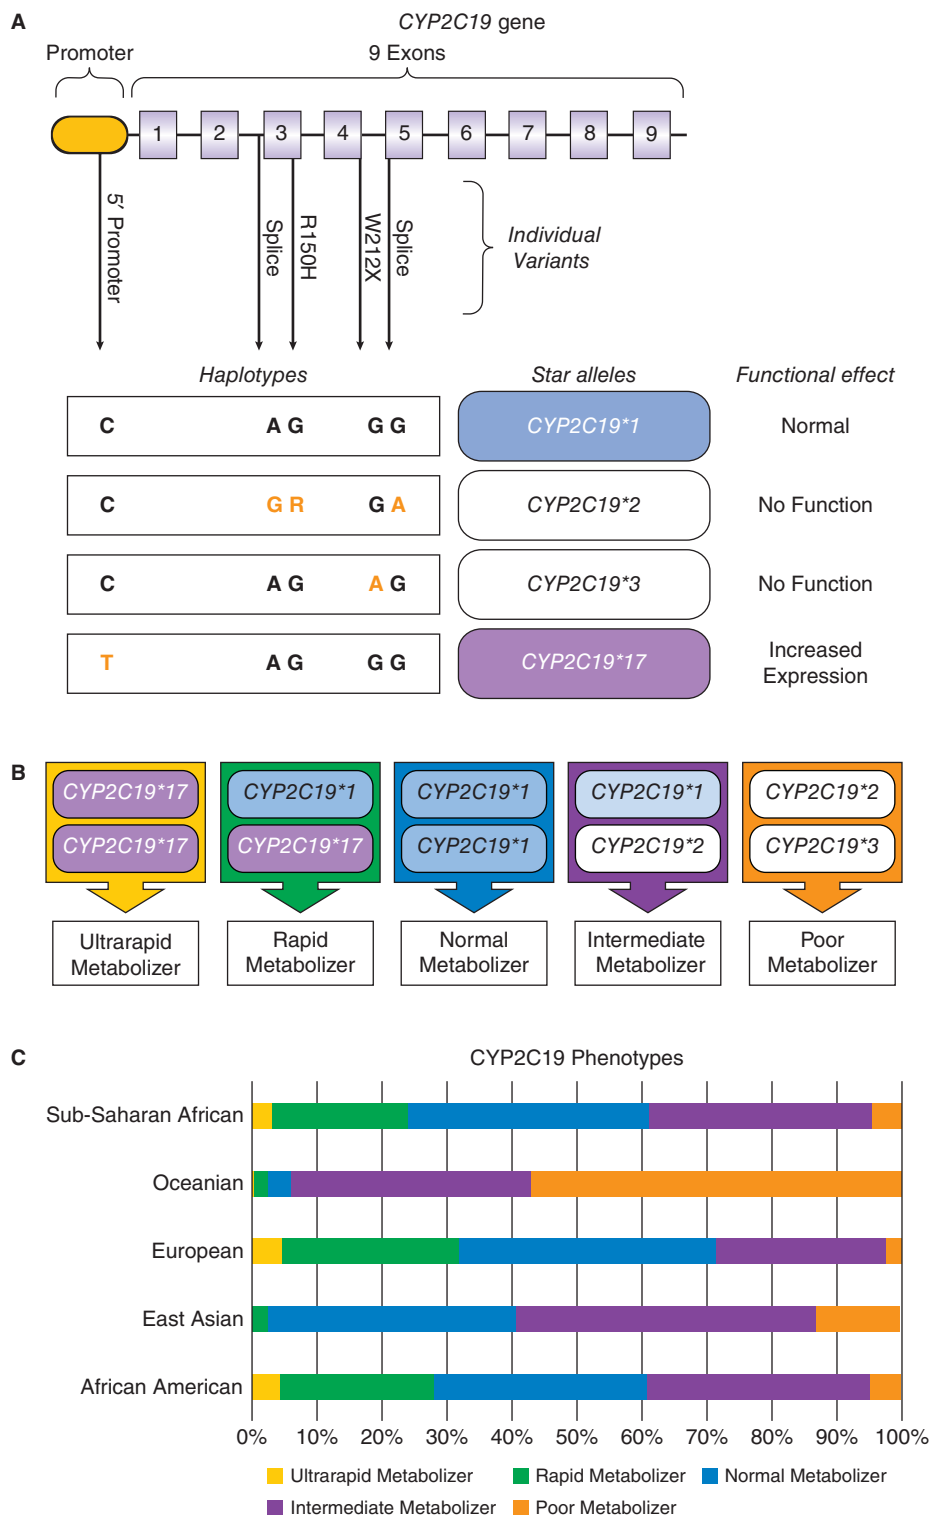 A
CYP2C19 gene
Promoter
9 Exons
1 2 3 4 5 6 7 8 9
5′ Promoter
Splice
R150H
W212X
Splice
Individual
Variants
Haplotypes Star alleles Functional effect
C A G G G CYP2C19*1 Normal
C G R G A CYP2C19*2 No Function
C A G A G CYP2C19*3 No Function
T A G G G CYP2C19*17 Increased
Expression
B
CYP2C19*17 CYP2C19*1 CYP2C19*1 CYP2C19*1 CYP2C19*2
CYP2C19*17 CYP2C19*17 CYP2C19*1 CYP2C19*2 CYP2C19*3
Ultrarapid
Metabolizer
Rapid
Metabolizer
Normal
Metabolizer
Intermediate
Metabolizer
Poor
Metabolizer
C
CYP2C19 Phenotypes
Sub-Saharan African
Oceanian
European
East Asian
African American
0% 10% 20% 30% 40% 50% 60% 70% 80% 90% 100%
Ultrarapid Metabolizer Rapid Metabolizer Normal Metabolizer
Intermediate Metabolizer Poor Metabolizer